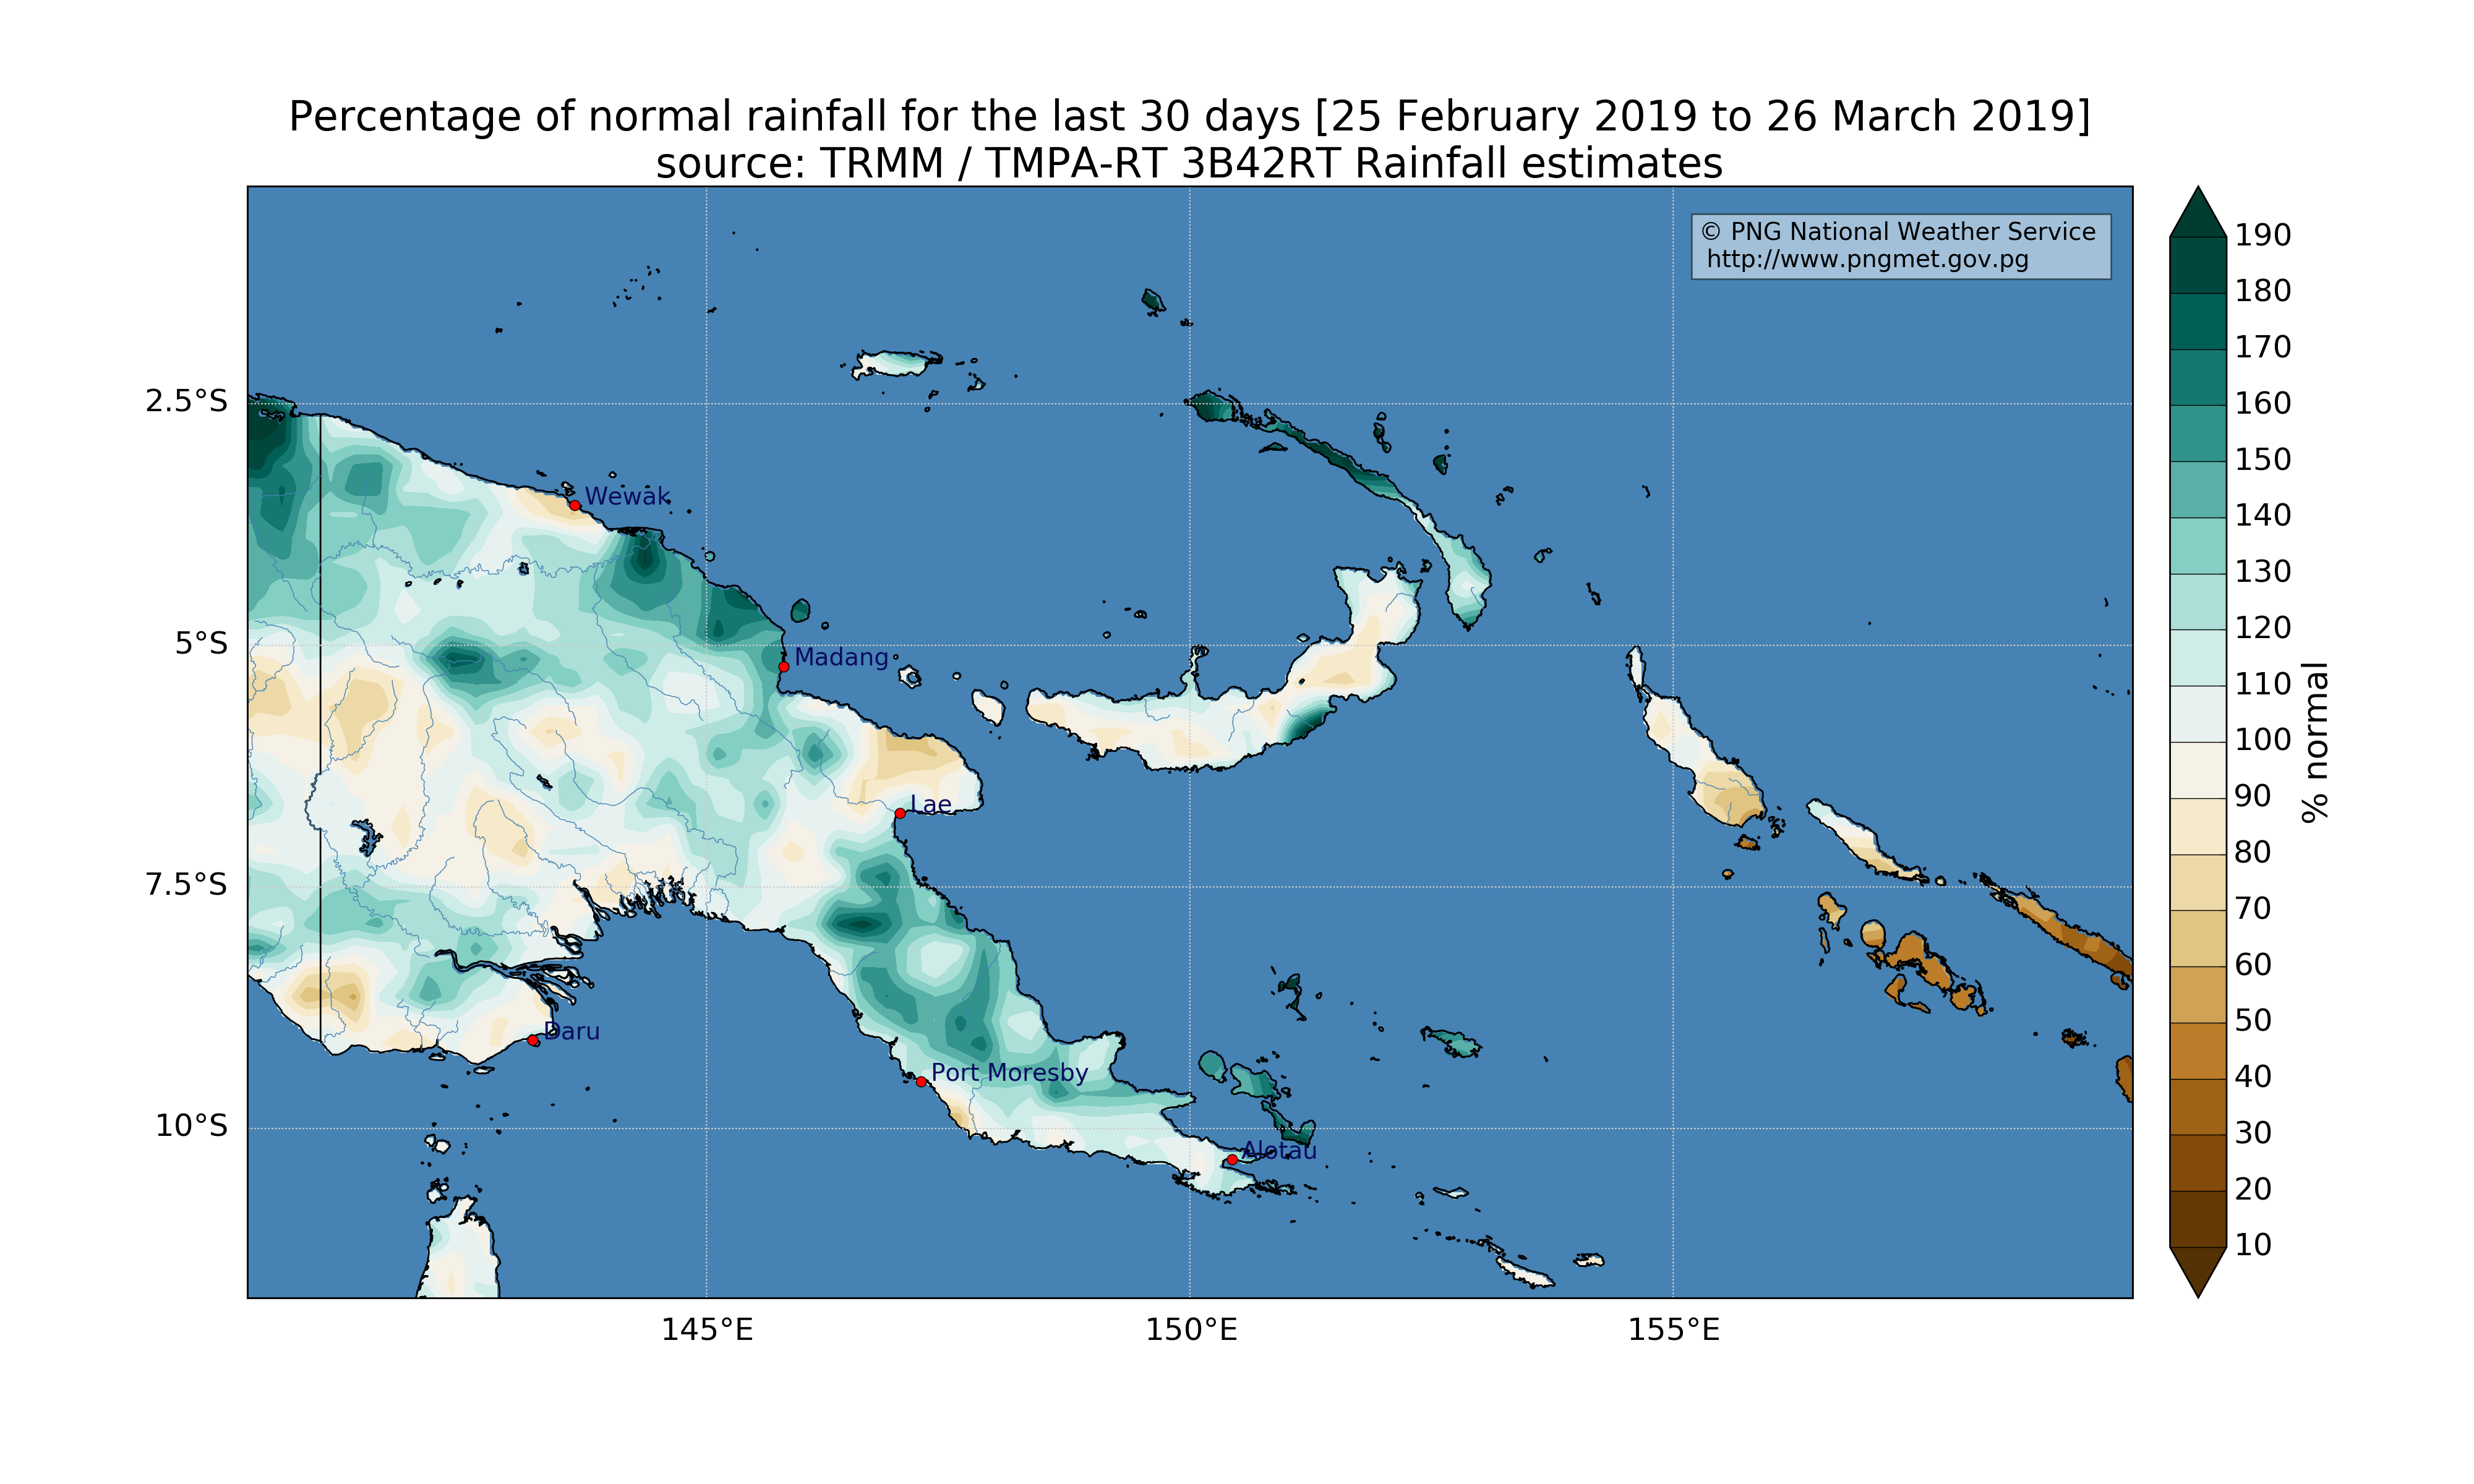 Percentage of normal rainfall for the last 30 days [25 February 2019 to 26 March 2019]
source: TRMM / TMPA-RT 3B42RT Rainfall estimates
© PNG National Weather Service
http://www.pngmet.gov.pg
190
180
170
160
150
140
130
120
110
100
90
80
70
60
50
40
30
20
10
% normal
2.5°S
5°S
7.5°S
10°S
Wewak
Madang
Lae
Daru
Port Moresby
Alotau
145°E
150°E
155°E